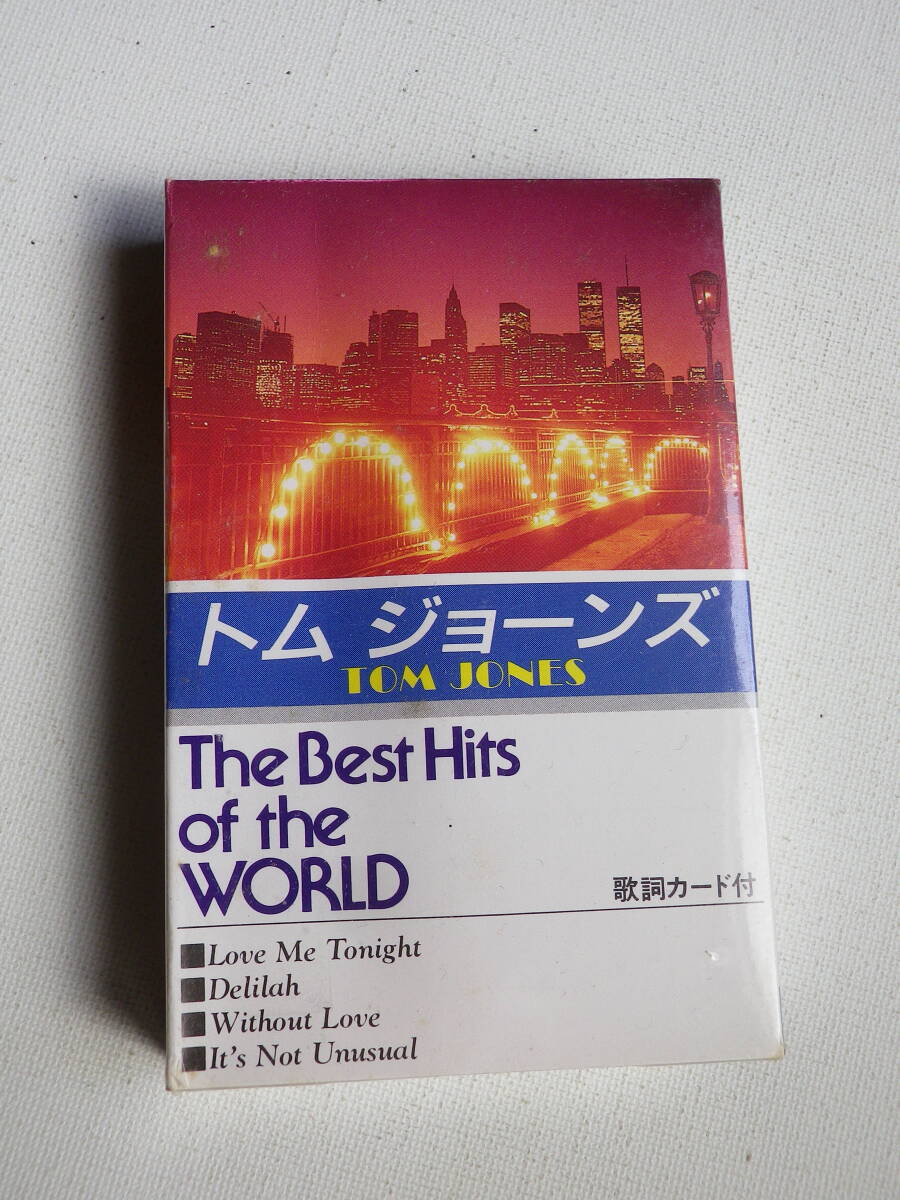 トム ジョーンズ
TOM JONES
The Best Hits
of the
WORLD
歌詞カード付
■Love Me Tonight
■Delilah
■Without Love
■It's Not Unusual